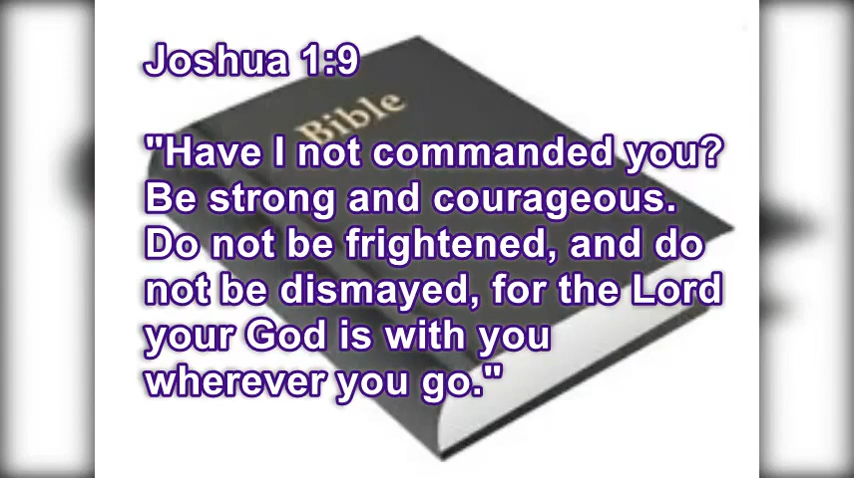 Joshua 1:9
Bible
"Have I not commanded you?
Be strong and courageous.
Do not be frightened, and do
not be dismayed, for the Lord
your God is with you
wherever you go."